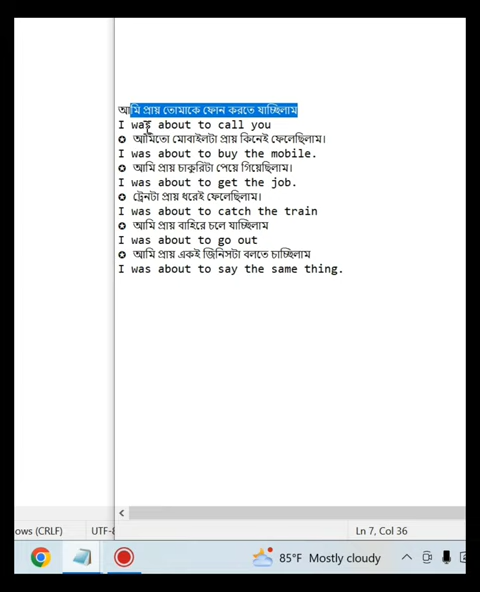 আমি প্রায় তোমাকে ফোন করতে যাচ্ছিলাম
I was about to call you
✪ আমিতো মোবাইলটা প্রায় কিনেই ফেলেছিলাম।
I was about to buy the mobile.
✪ আমি প্রায় চাকুরিটা পেয়ে গিয়েছিলাম।
I was about to get the job.
✪ ট্রেনটা প্রায় ধরেই ফেলেছিলাম।
I was about to catch the train
✪ আমি প্রায় বাহিরে চলে যাচ্ছিলাম
I was about to go out
✪ আমি প্রায় একই জিনিসটা বলতে চাচ্ছিলাম
I was about to say the same thing.
ows (CRLF) UTF-8 Ln 7, Col 36
85°F Mostly cloudy